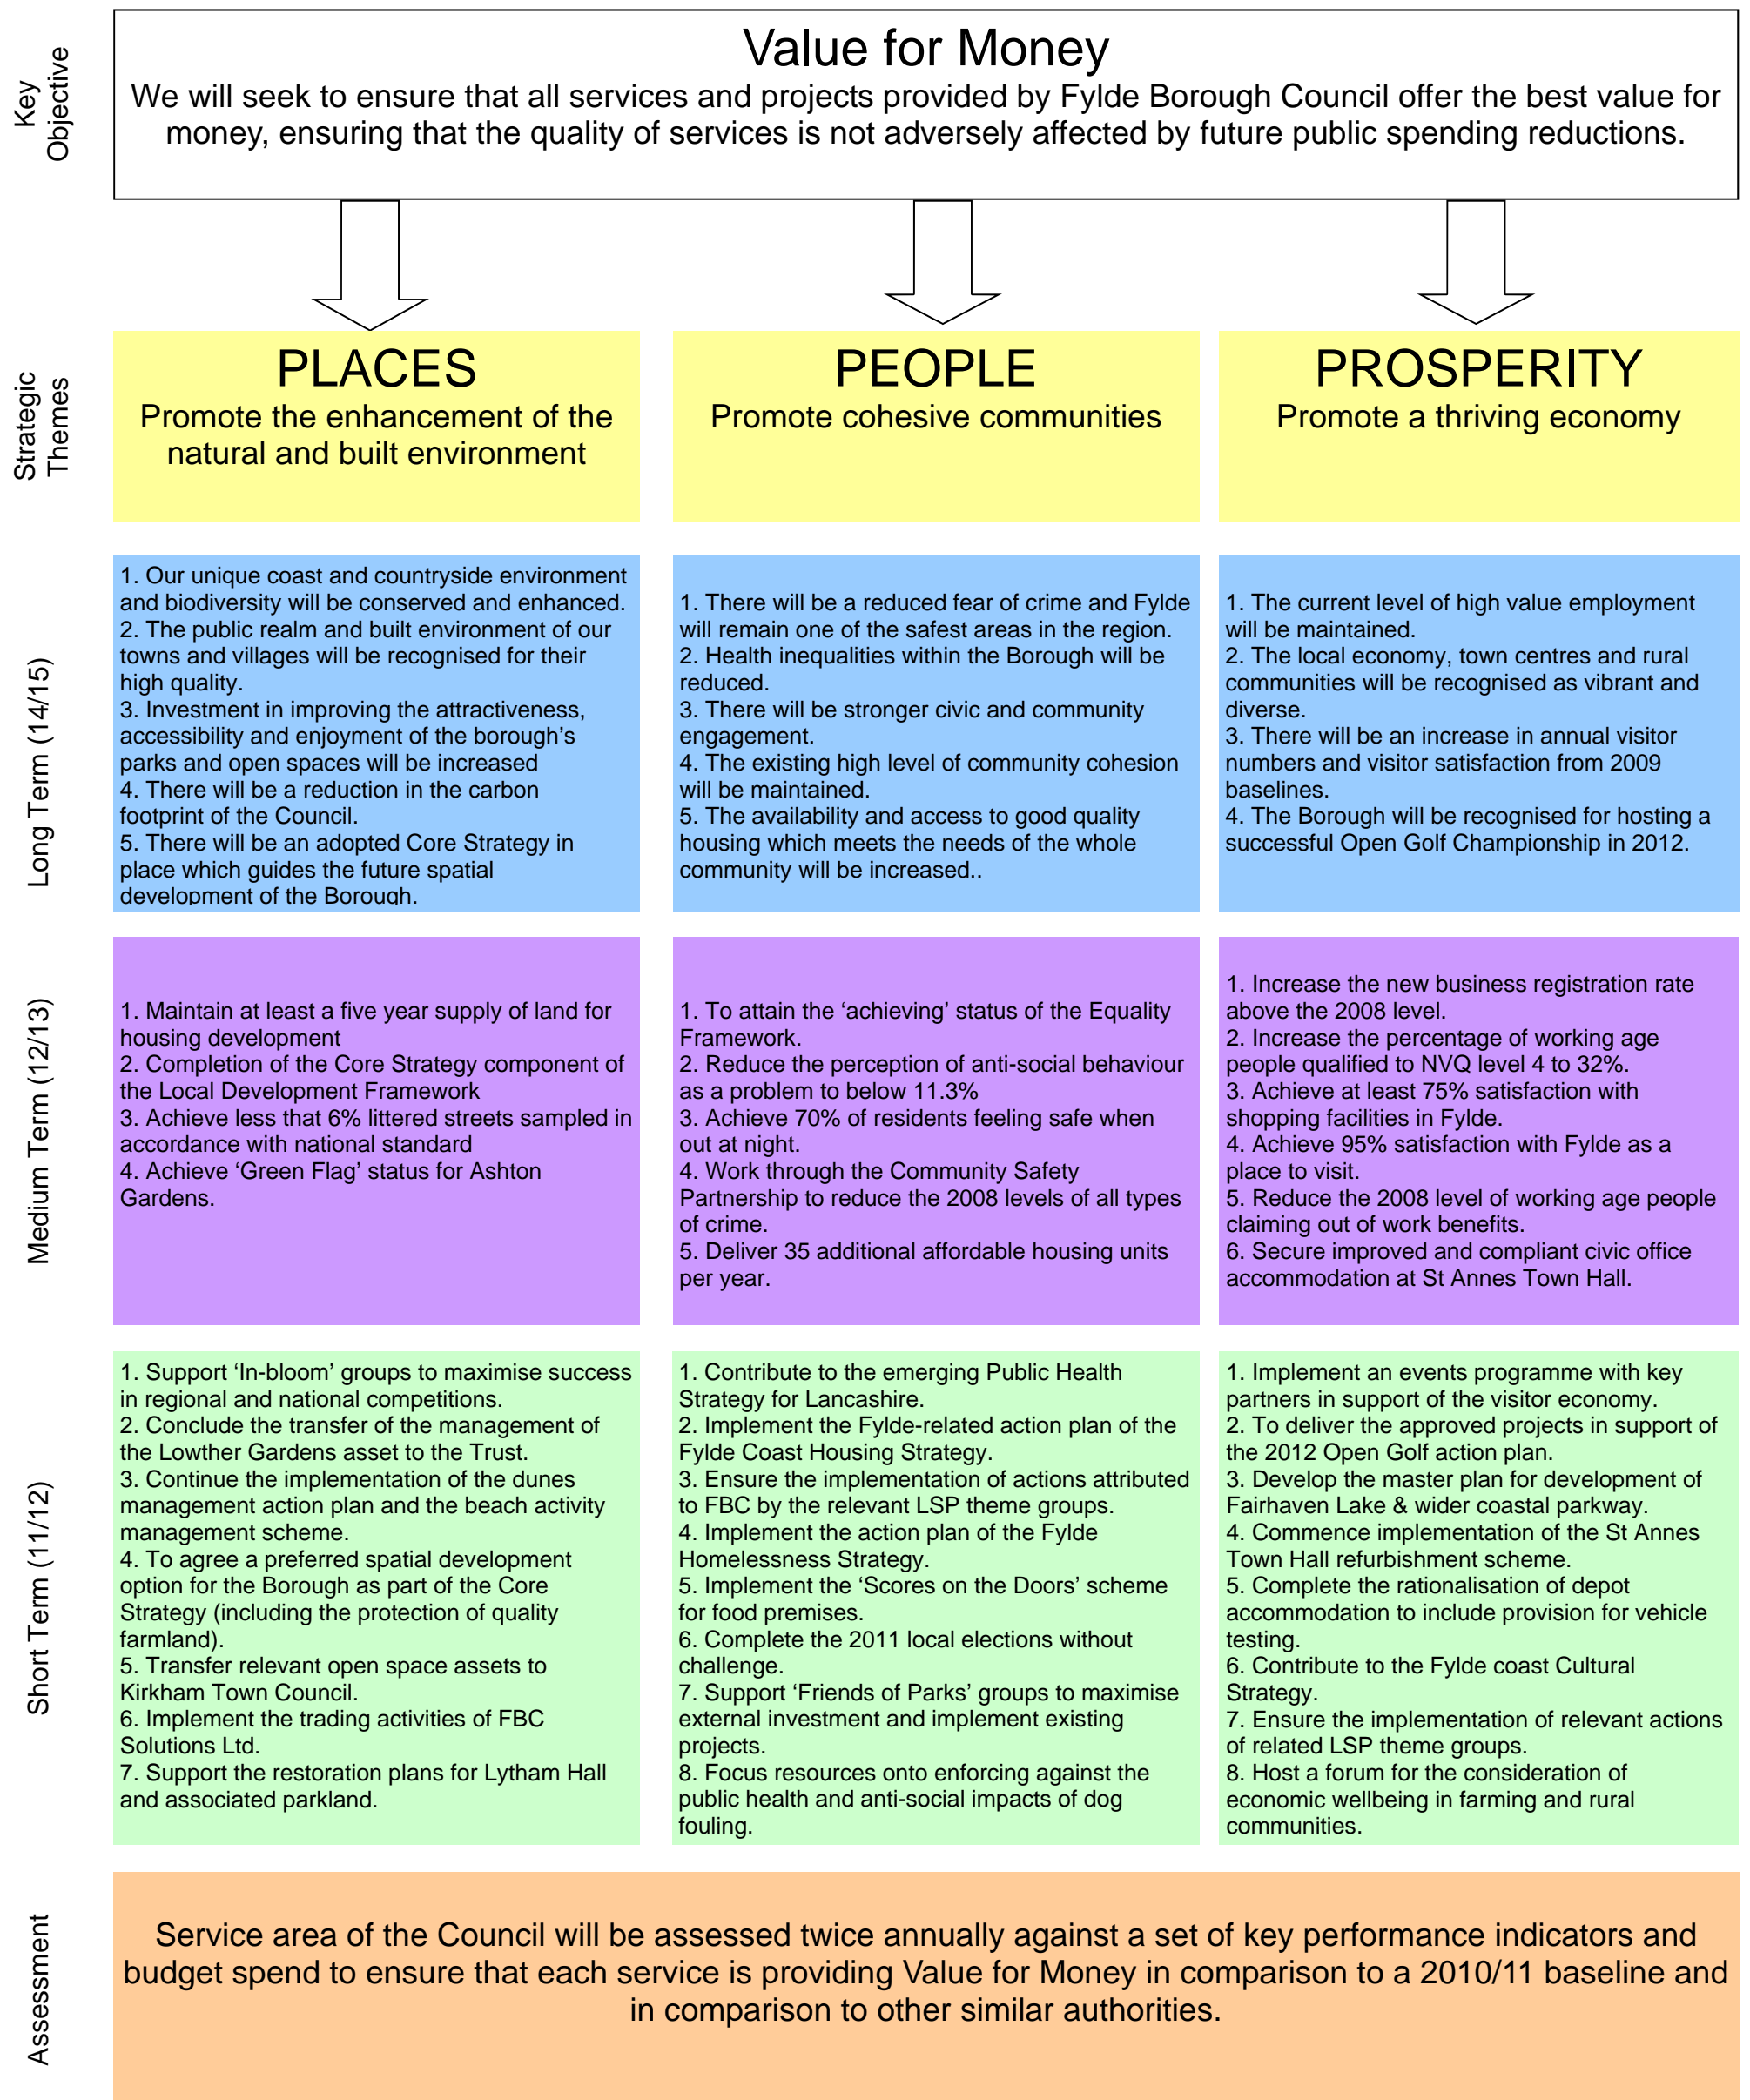 Key
Objective
Value for Money
We will seek to ensure that all services and projects provided by Fylde Borough Council offer the best value for
money, ensuring that the quality of services is not adversely affected by future public spending reductions.
Strategic
Themes
PLACES
Promote the enhancement of the
natural and built environment
PEOPLE
Promote cohesive communities
PROSPERITY
Promote a thriving economy
Long Term (14/15)
1. Our unique coast and countryside environment
and biodiversity will be conserved and enhanced.
2. The public realm and built environment of our
towns and villages will be recognised for their
high quality.
3. Investment in improving the attractiveness,
accessibility and enjoyment of the borough's
parks and open spaces will be increased
4. There will be a reduction in the carbon
footprint of the Council.
5. There will be an adopted Core Strategy in
place which guides the future spatial
development of the Borough.
1. There will be a reduced fear of crime and Fylde
will remain one of the safest areas in the region.
2. Health inequalities within the Borough will be
reduced.
3. There will be stronger civic and community
engagement.
4. The existing high level of community cohesion
will be maintained.
5. The availability and access to good quality
housing which meets the needs of the whole
community will be increased..
1. The current level of high value employment
will be maintained.
2. The local economy, town centres and rural
communities will be recognised as vibrant and
diverse.
3. There will be an increase in annual visitor
numbers and visitor satisfaction from 2009
baselines.
4. The Borough will be recognised for hosting a
successful Open Golf Championship in 2012.
Medium Term (12/13)
1. Maintain at least a five year supply of land for
housing development
2. Completion of the Core Strategy component of
the Local Development Framework
3. Achieve less that 6% littered streets sampled in
accordance with national standard
4. Achieve ‘Green Flag’ status for Ashton
Gardens.
1. To attain the ‘achieving’ status of the Equality
Framework.
2. Reduce the perception of anti-social behaviour
as a problem to below 11.3%
3. Achieve 70% of residents feeling safe when
out at night.
4. Work through the Community Safety
Partnership to reduce the 2008 levels of all types
of crime.
5. Deliver 35 additional affordable housing units
per year.
1. Increase the new business registration rate
above the 2008 level.
2. Increase the percentage of working age
people qualified to NVQ level 4 to 32%.
3. Achieve at least 75% satisfaction with
shopping facilities in Fylde.
4. Achieve 95% satisfaction with Fylde as a
place to visit.
5. Reduce the 2008 level of working age people
claiming out of work benefits.
6. Secure improved and compliant civic office
accommodation at St Annes Town Hall.
Short Term (11/12)
1. Support ‘In-bloom’ groups to maximise success
in regional and national competitions.
2. Conclude the transfer of the management of
the Lowther Gardens asset to the Trust.
3. Continue the implementation of the dunes
management action plan and the beach activity
management scheme.
4. To agree a preferred spatial development
option for the Borough as part of the Core
Strategy (including the protection of quality
farmland).
5. Transfer relevant open space assets to
Kirkham Town Council.
6. Implement the trading activities of FBC
Solutions Ltd.
7. Support the restoration plans for Lytham Hall
and associated parkland.
1. Contribute to the emerging Public Health
Strategy for Lancashire.
2. Implement the Fylde-related action plan of the
Fylde Coast Housing Strategy.
3. Ensure the implementation of actions attributed
to FBC by the relevant LSP theme groups.
4. Implement the action plan of the Fylde
Homelessness Strategy.
5. Implement the ‘Scores on the Doors’ scheme
for food premises.
6. Complete the 2011 local elections without
challenge.
7. Support ‘Friends of Parks’ groups to maximise
external investment and implement existing
projects.
8. Focus resources onto enforcing against the
public health and anti-social impacts of dog
fouling.
1. Implement an events programme with key
partners in support of the visitor economy.
2. To deliver the approved projects in support of
the 2012 Open Golf action plan.
3. Develop the master plan for development of
Fairhaven Lake & wider coastal parkway.
4. Commence implementation of the St Annes
Town Hall refurbishment scheme.
5. Complete the rationalisation of depot
accommodation to include provision for vehicle
testing.
6. Contribute to the Fylde coast Cultural
Strategy.
7. Ensure the implementation of relevant actions
of related LSP theme groups.
8. Host a forum for the consideration of
economic wellbeing in farming and rural
communities.
Assessment
Service area of the Council will be assessed twice annually against a set of key performance indicators and
budget spend to ensure that each service is providing Value for Money in comparison to a 2010/11 baseline and
in comparison to other similar authorities.